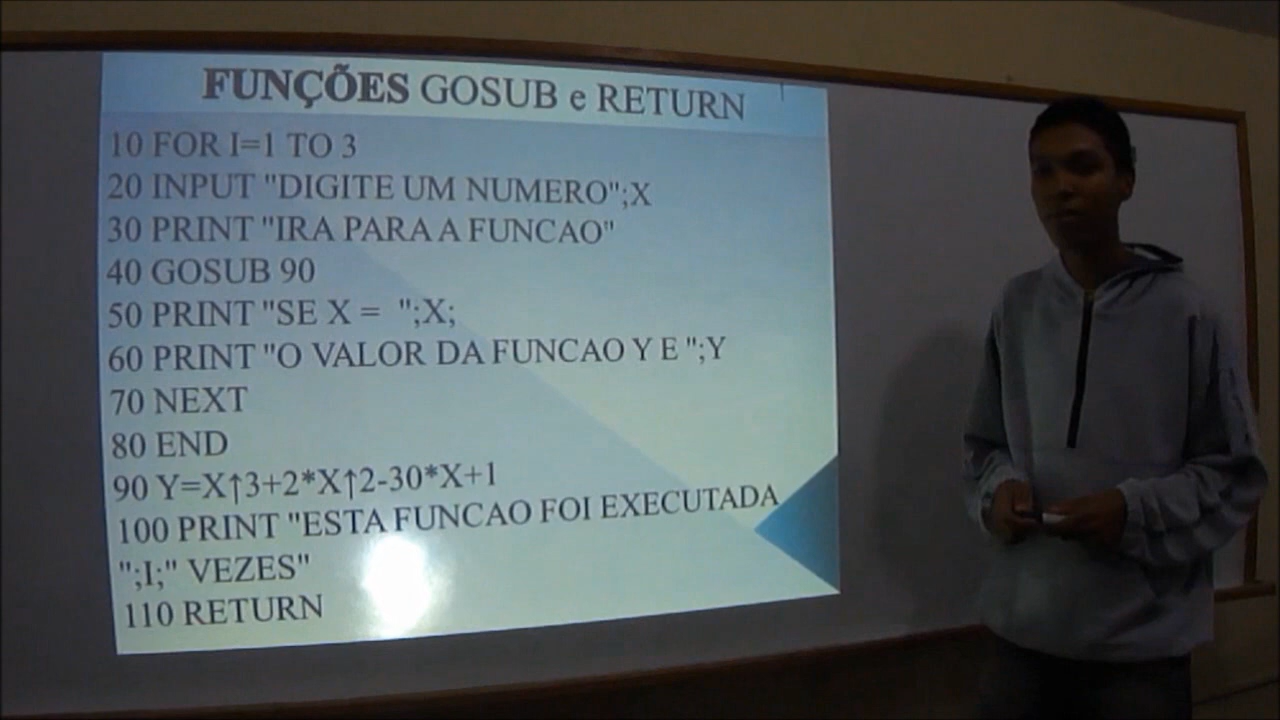 FUNÇÕES GOSUB e RETURN
10 FOR I=1 TO 3
20 INPUT "DIGITE UM NUMERO";X
30 PRINT "IRA PARA A FUNCAO"
40 GOSUB 90
50 PRINT "SE X =  ";X;
60 PRINT "O VALOR DA FUNCAO Y E ";Y
70 NEXT
80 END
90 Y=X↑3+2*X↑2-30*X+1
100 PRINT "ESTA FUNCAO FOI EXECUTADA
";I;" VEZES"
110 RETURN